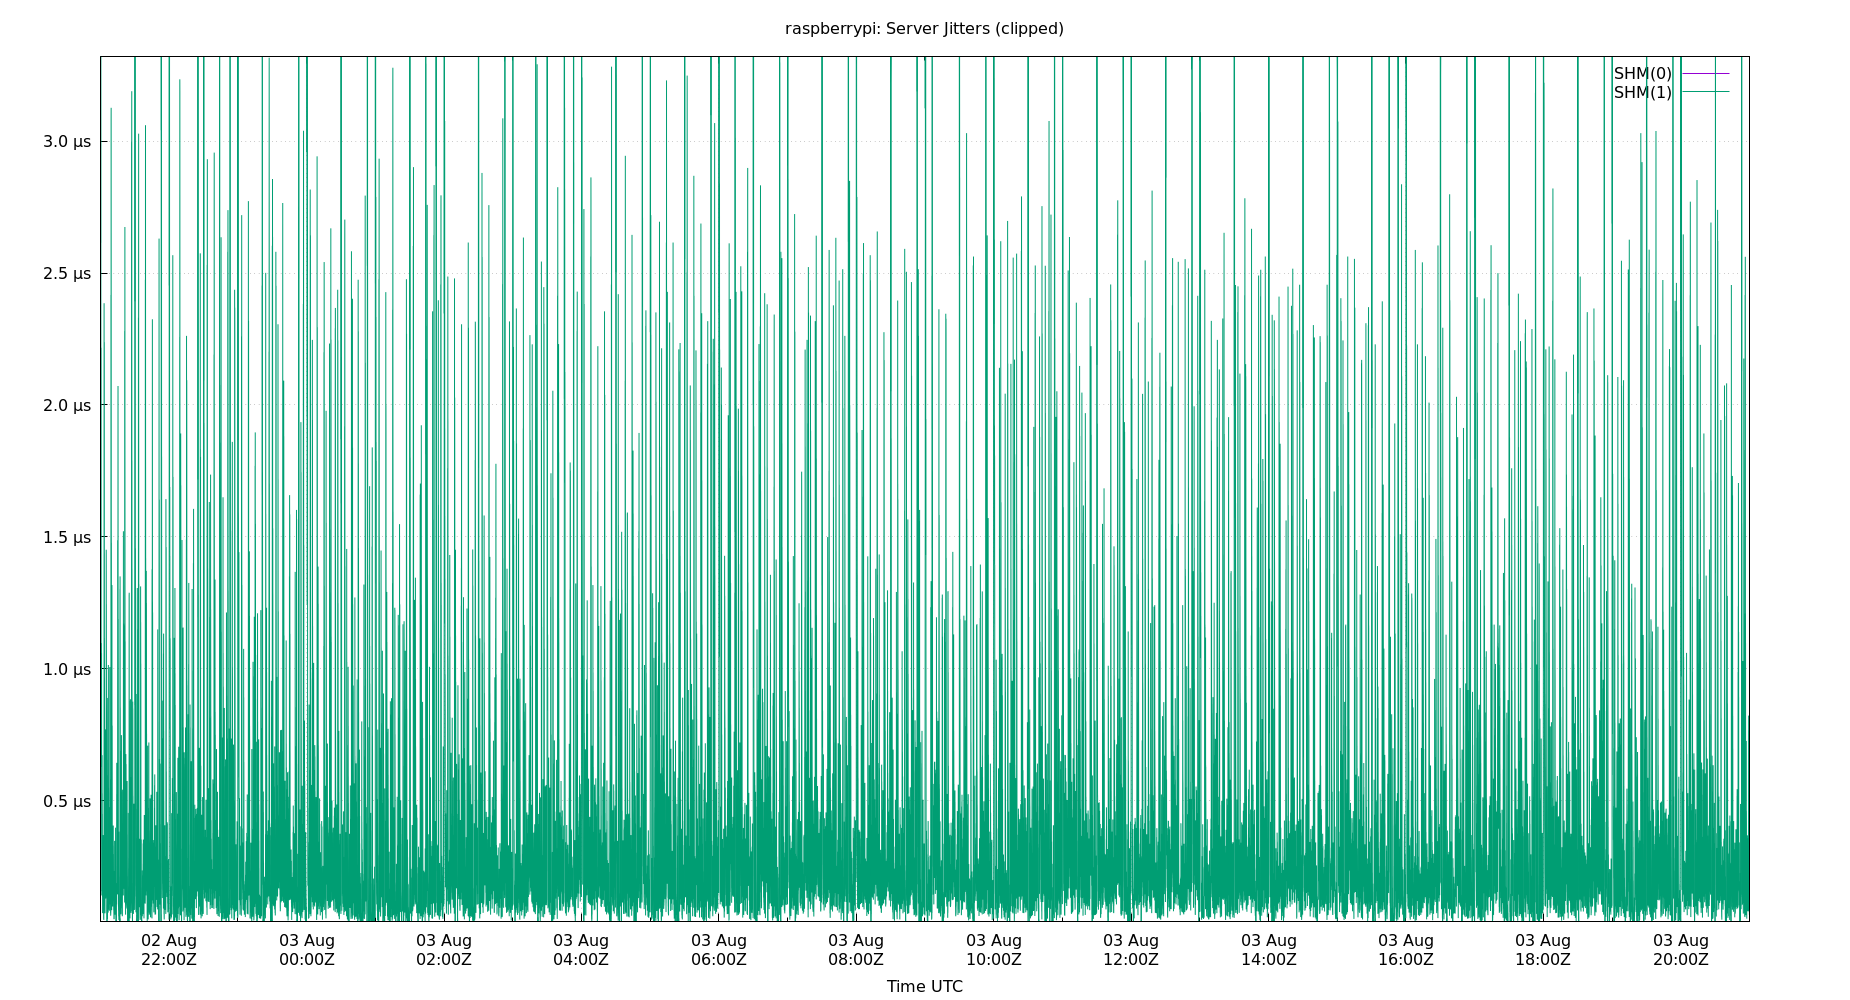 raspberrypi: Server Jitters (clipped)
SHM(0)
SHM(1)
3.0 µs
2.5 µs
2.0 µs
1.5 µs
1.0 µs
0.5 µs
02 Aug 03 Aug 03 Aug 03 Aug 03 Aug 03 Aug 03 Aug 03 Aug 03 Aug 03 Aug 03 Aug 03 Aug
22:00Z 00:00Z 02:00Z 04:00Z 06:00Z 08:00Z 10:00Z 12:00Z 14:00Z 16:00Z 18:00Z 20:00Z
Time UTC